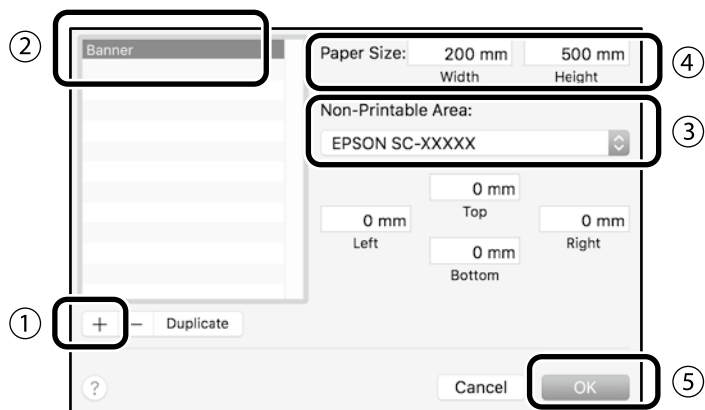 ②
Banner
Paper Size: 200 mm 500 mm
Width Height
④
Non-Printable Area:
EPSON SC-XXXXX
③
0 mm
Top
0 mm 0 mm
Left Right
0 mm
Bottom
①
+ − Duplicate
? Cancel OK
⑤